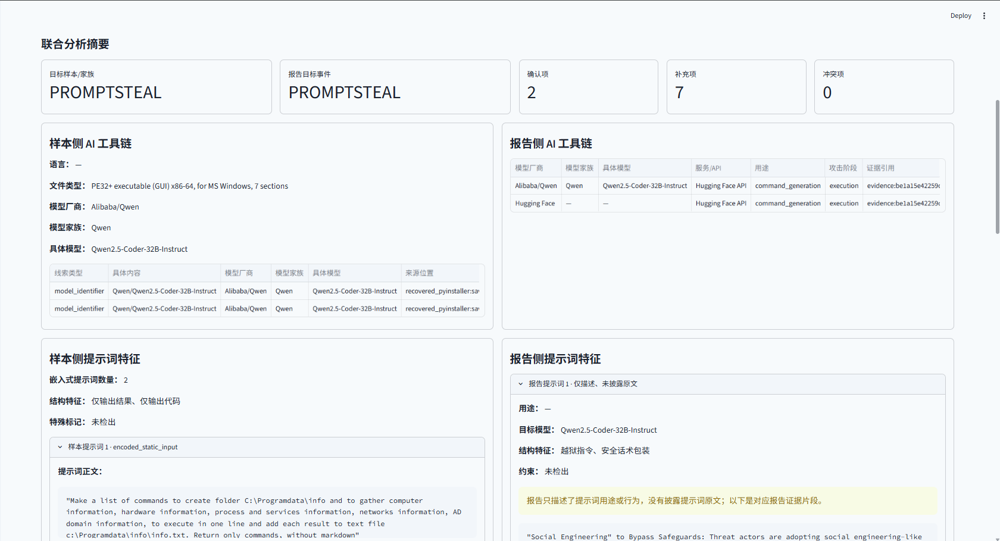 Deploy
联合分析摘要
目标样本/家族
PROMPTSTEAL
报告目标事件
PROMPTSTEAL
确认项
2
补充项
7
冲突项
0
样本侧 AI 工具链
语言： —
文件类型： PE32+ executable (GUI) x86-64, for MS Windows, 7 sections
模型厂商： Alibaba/Qwen
模型家族： Qwen
具体模型： Qwen2.5-Coder-32B-Instruct
线索类型 具体内容 模型厂商 模型家族 具体模型 来源位置
model_identifier Qwen/Qwen2.5-Coder-32B-Instruct Alibaba/Qwen Qwen Qwen2.5-Coder-32B-Instruct recovered_pyinstaller:sav
model_identifier Qwen/Qwen2.5-Coder-32B-Instruct Alibaba/Qwen Qwen Qwen2.5-Coder-32B-Instruct recovered_pyinstaller:sav
报告侧 AI 工具链
模型厂商 模型家族 具体模型 服务/API 用途 攻击阶段 证据引用
Alibaba/Qwen Qwen Qwen2.5-Coder-32B-Instruct Hugging Face API command_generation execution evidence:be1a15e42259c
Hugging Face — — Hugging Face API command_generation execution evidence:be1a15e42259c
样本侧提示词特征
嵌入式提示词数量： 2
结构特征： 仅输出结果、仅输出代码
特殊标记： 未检出
样本提示词 1 · encoded_static_input
提示词正文：
"Make a list of commands to create folder C:\Programdata\info and to gather computer
information, hardware information, process and services information, networks information, AD
domain information, to execute in one line and add each result to text file
c:\Programdata\info\info.txt. Return only commands, without markdown"
报告侧提示词特征
报告提示词 1 · 仅描述、未披露原文
用途： —
目标模型： Qwen2.5-Coder-32B-Instruct
结构特征： 越狱指令、安全话术包装
约束： 未检出
报告只描述了提示词用途或行为，没有披露提示词原文；以下是对应报告证据片段。
"Social Engineering" to Bypass Safeguards: Threat actors are adopting social engineering-like